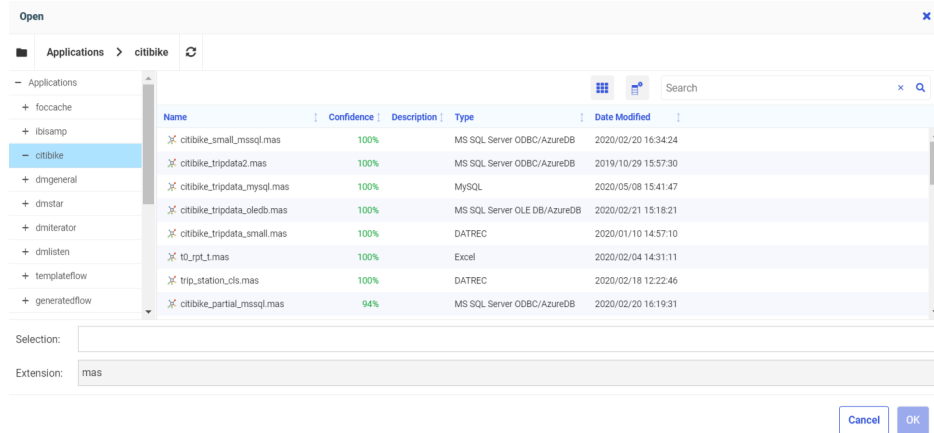 Open
Applications > citibike
− Applications
+ foccache
+ ibisamp
− citibike
+ dmgeneral
+ dmstar
+ dmiterator
+ dmlisten
+ templateflow
+ generatedflow
Search
Name Confidence Description Type Date Modified
citibike_small_mssql.mas 100% MS SQL Server ODBC/AzureDB 2020/02/20 16:34:24
citibike_tripdata2.mas 100% MS SQL Server ODBC/AzureDB 2019/10/29 15:57:30
citibike_tripdata_mysql.mas 100% MySQL 2020/05/08 15:41:47
citibike_tripdata_oledb.mas 100% MS SQL Server OLE DB/AzureDB 2020/02/21 15:18:21
citibike_tripdata_small.mas 100% DATREC 2020/01/10 14:57:10
t0_rpt_t.mas 100% Excel 2020/02/04 14:31:11
trip_station_cls.mas 100% DATREC 2020/02/18 12:22:46
citibike_partial_mssql.mas 94% MS SQL Server ODBC/AzureDB 2020/02/20 16:19:31
Selection:
Extension: mas
Cancel OK